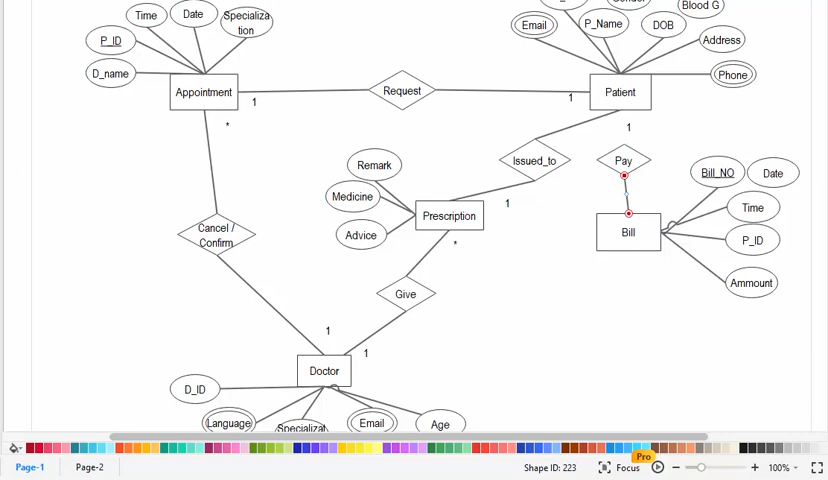 Time
Date
Specializa
tion
P_ID
D_name
Appointment
1
*
Request
1
Patient
Email
P_Name
DOB
Blood G
Address
Phone
1
Issued_to
1
Pay
Bill_NO
Date
Time
P_ID
Ammount
Bill
Remark
Medicine
Advice
Prescription
*
Cancel /
Confirm
Give
1
1
Doctor
D_ID
Language
Email
Age
Page-1
Page-2
Shape ID: 223
Focus
Pro
100%